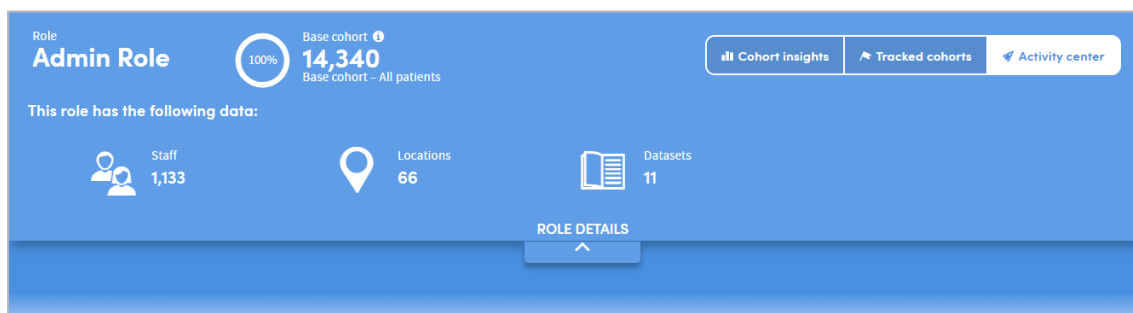 Role
Admin Role
100%
Base cohort
14,340
Base cohort – All patients
Cohort insights
Tracked cohorts
Activity center
This role has the following data:
Staff
1,133
Locations
66
Datasets
11
ROLE DETAILS